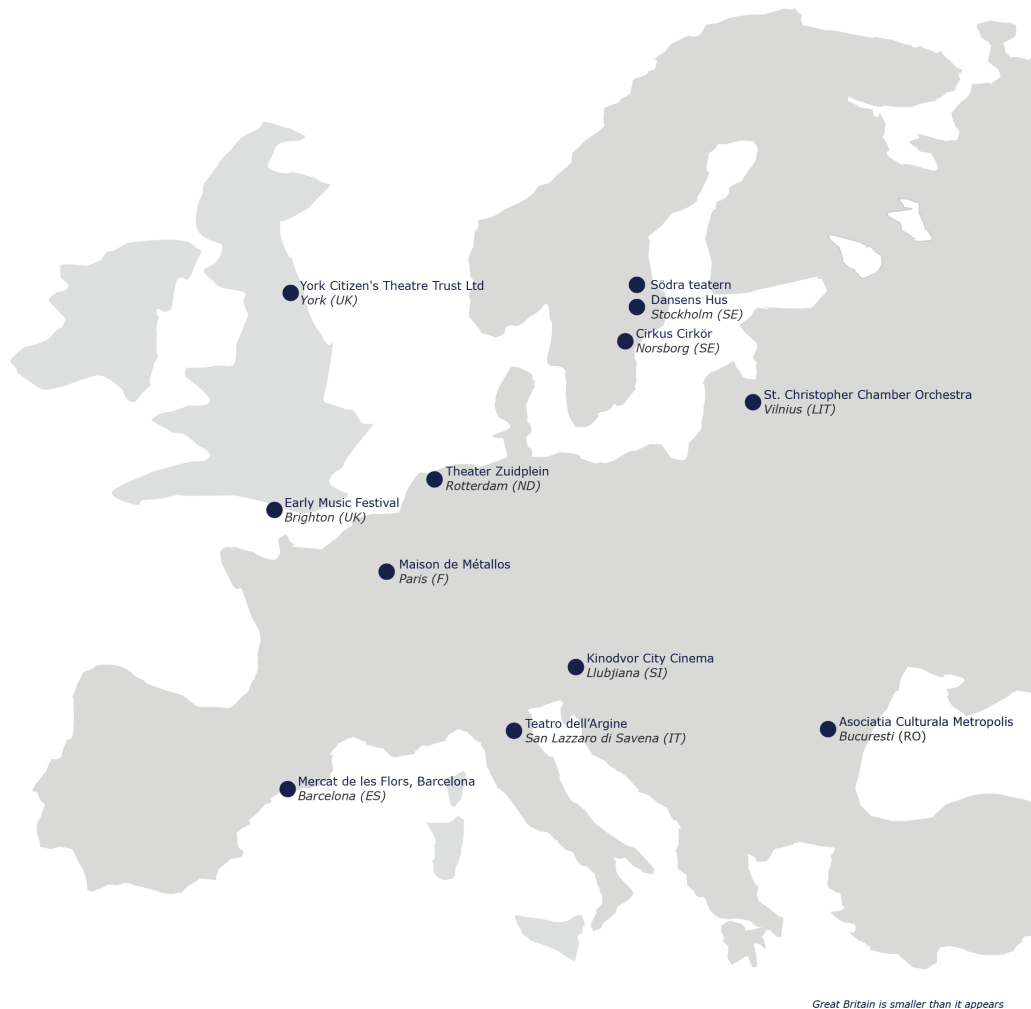 York Citizen's Theatre Trust Ltd
York (UK)
Södra teatern
Dansens Hus
Stockholm (SE)
Cirkus Cirkör
Norsborg (SE)
St. Christopher Chamber Orchestra
Vilnius (LIT)
Theater Zuidplein
Rotterdam (ND)
Early Music Festival
Brighton (UK)
Maison de Métallos
Paris (F)
Kinodvor City Cinema
Llubjiana (SI)
Teatro dell’Argine
San Lazzaro di Savena (IT)
Asociatia Culturala Metropolis
Bucuresti (RO)
Mercat de les Flors, Barcelona
Barcelona (ES)
Great Britain is smaller than it appears